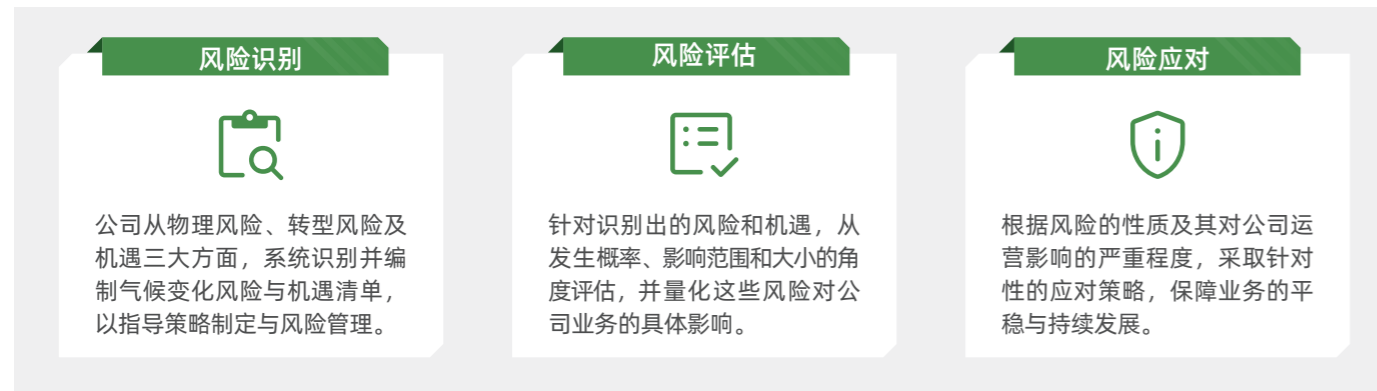 风险识别
公司从物理风险、转型风险及
机遇三大方面，系统识别并编
制气候变化风险与机遇清单，
以指导策略制定与风险管理。
风险评估
针对识别出的风险和机遇，从
发生概率、影响范围和大小的角
度评估，并量化这些风险对公
司业务的具体影响。
风险应对
根据风险的性质及其对公司运
营影响的严重程度，采取针对
性的应对策略，保障业务的平
稳与持续发展。